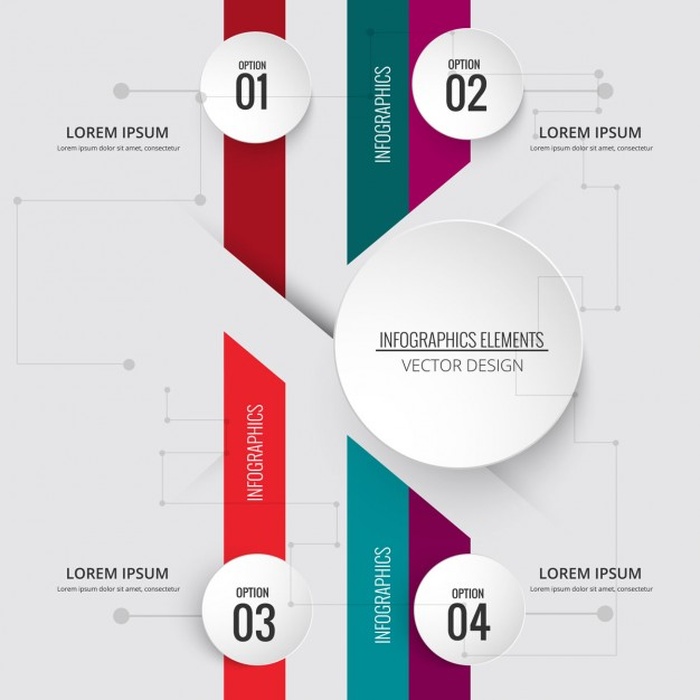 OPTION
01
LOREM IPSUM
Lorem ipsum dolor sit amet, consectetur
INFOGRAPHICS
OPTION
02
LOREM IPSUM
Lorem ipsum dolor sit amet, consectetur
INFOGRAPHICS ELEMENTS
VECTOR DESIGN
INFOGRAPHICS
OPTION
03
LOREM IPSUM
Lorem ipsum dolor sit amet, consectetur
INFOGRAPHICS
OPTION
04
LOREM IPSUM
Lorem ipsum dolor sit amet, consectetur